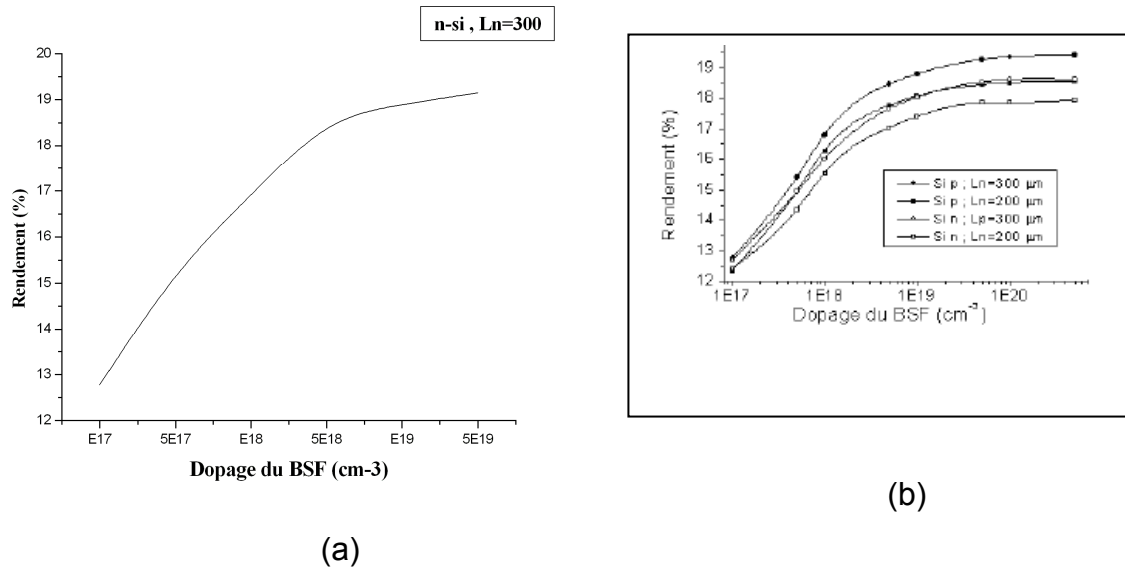 n-si , Ln=300
20
19
18
17
16
15
14
13
12
Rendement (%)
E17 5E17 E18 5E18 E19 5E19
Dopage du BSF (cm-3)
(a)
19
18
17
16
15
14
13
12
Rendement (%)
Si p ; Ln=300 µm
Si p ; Ln=200 µm
Si n ; Lp=300 µm
Si n ; Ln=200 µm
1E17 1E18 1E19 1E20
Dopage du BSF (cm⁻³)
(b)